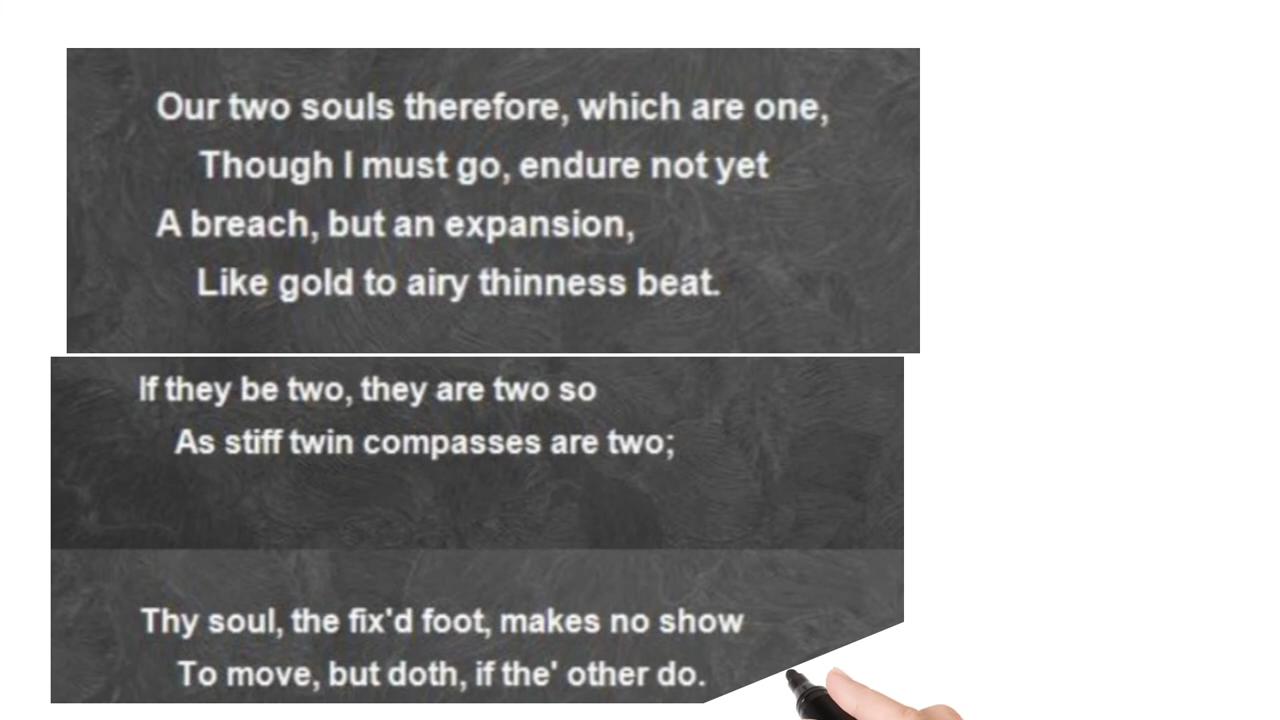 Our two souls therefore, which are one,
Though I must go, endure not yet
A breach, but an expansion,
Like gold to airy thinness beat.
If they be two, they are two so
As stiff twin compasses are two;
Thy soul, the fix'd foot, makes no show
To move, but doth, if the' other do.